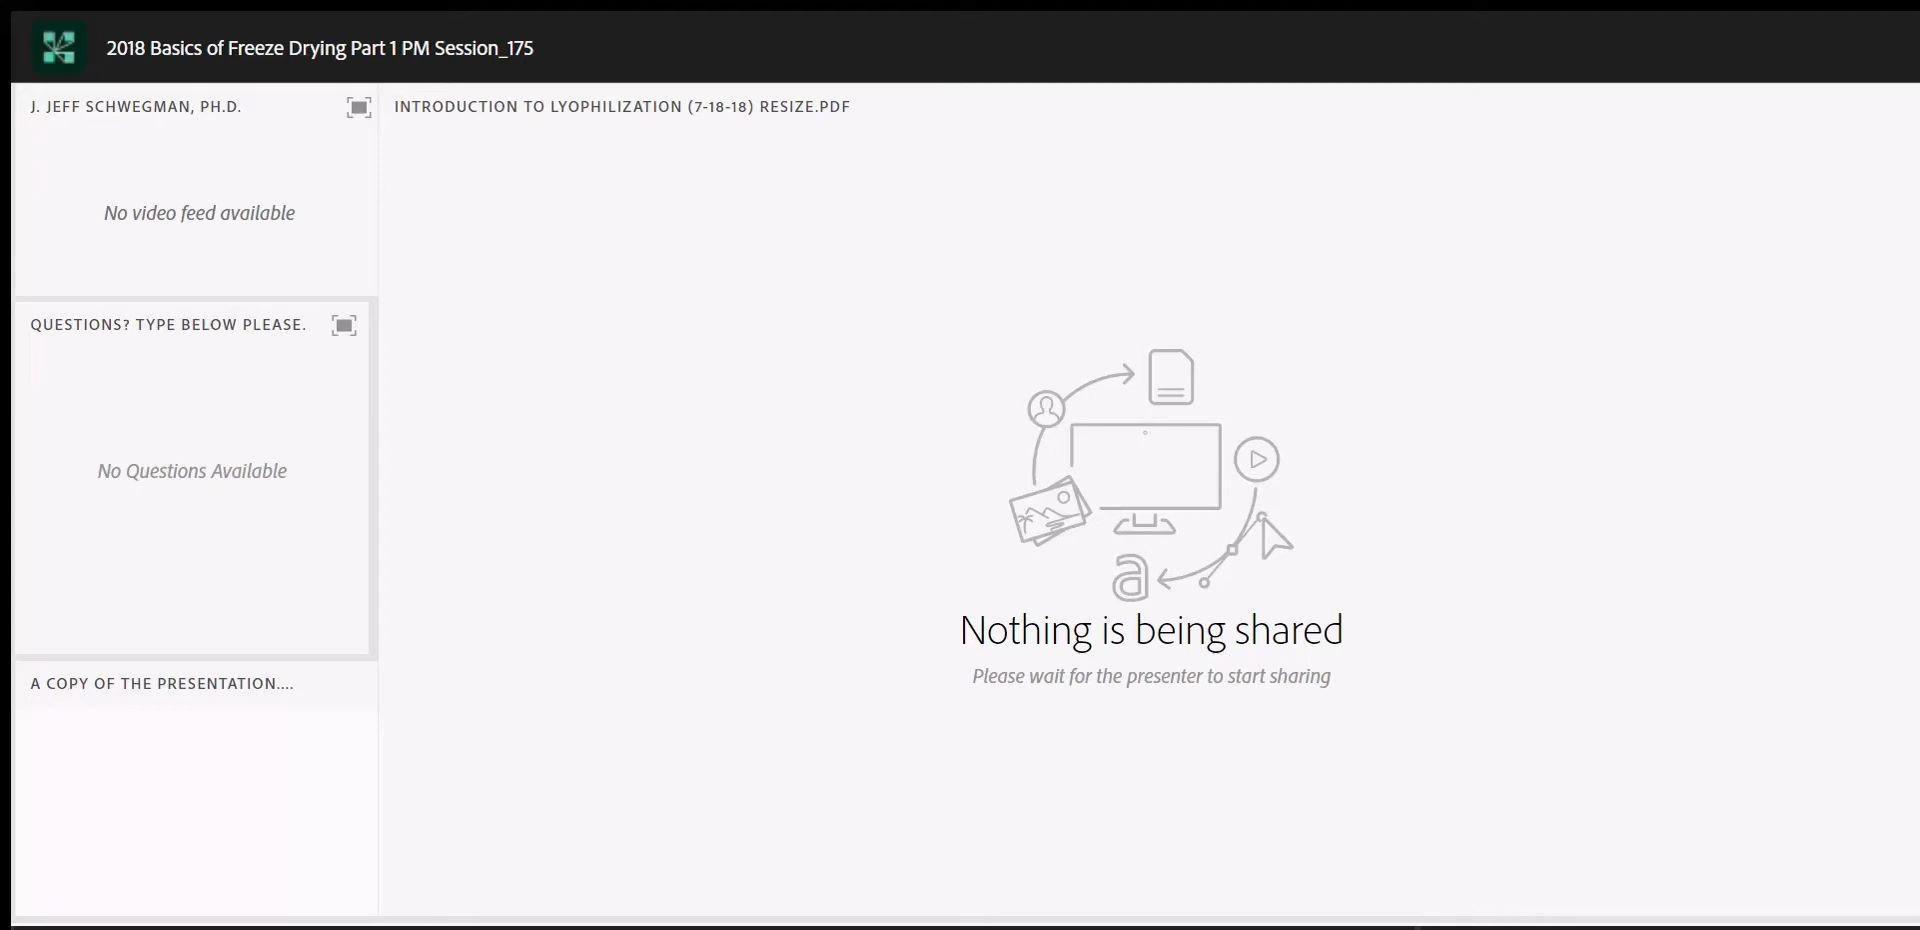 2018 Basics of Freeze Drying Part 1 PM Session_175
J. JEFF SCHWEGMAN, PH.D.
INTRODUCTION TO LYOPHILIZATION (7-18-18) RESIZE.PDF
No video feed available
QUESTIONS? TYPE BELOW PLEASE.
No Questions Available
a
Nothing is being shared
Please wait for the presenter to start sharing
A COPY OF THE PRESENTATION....